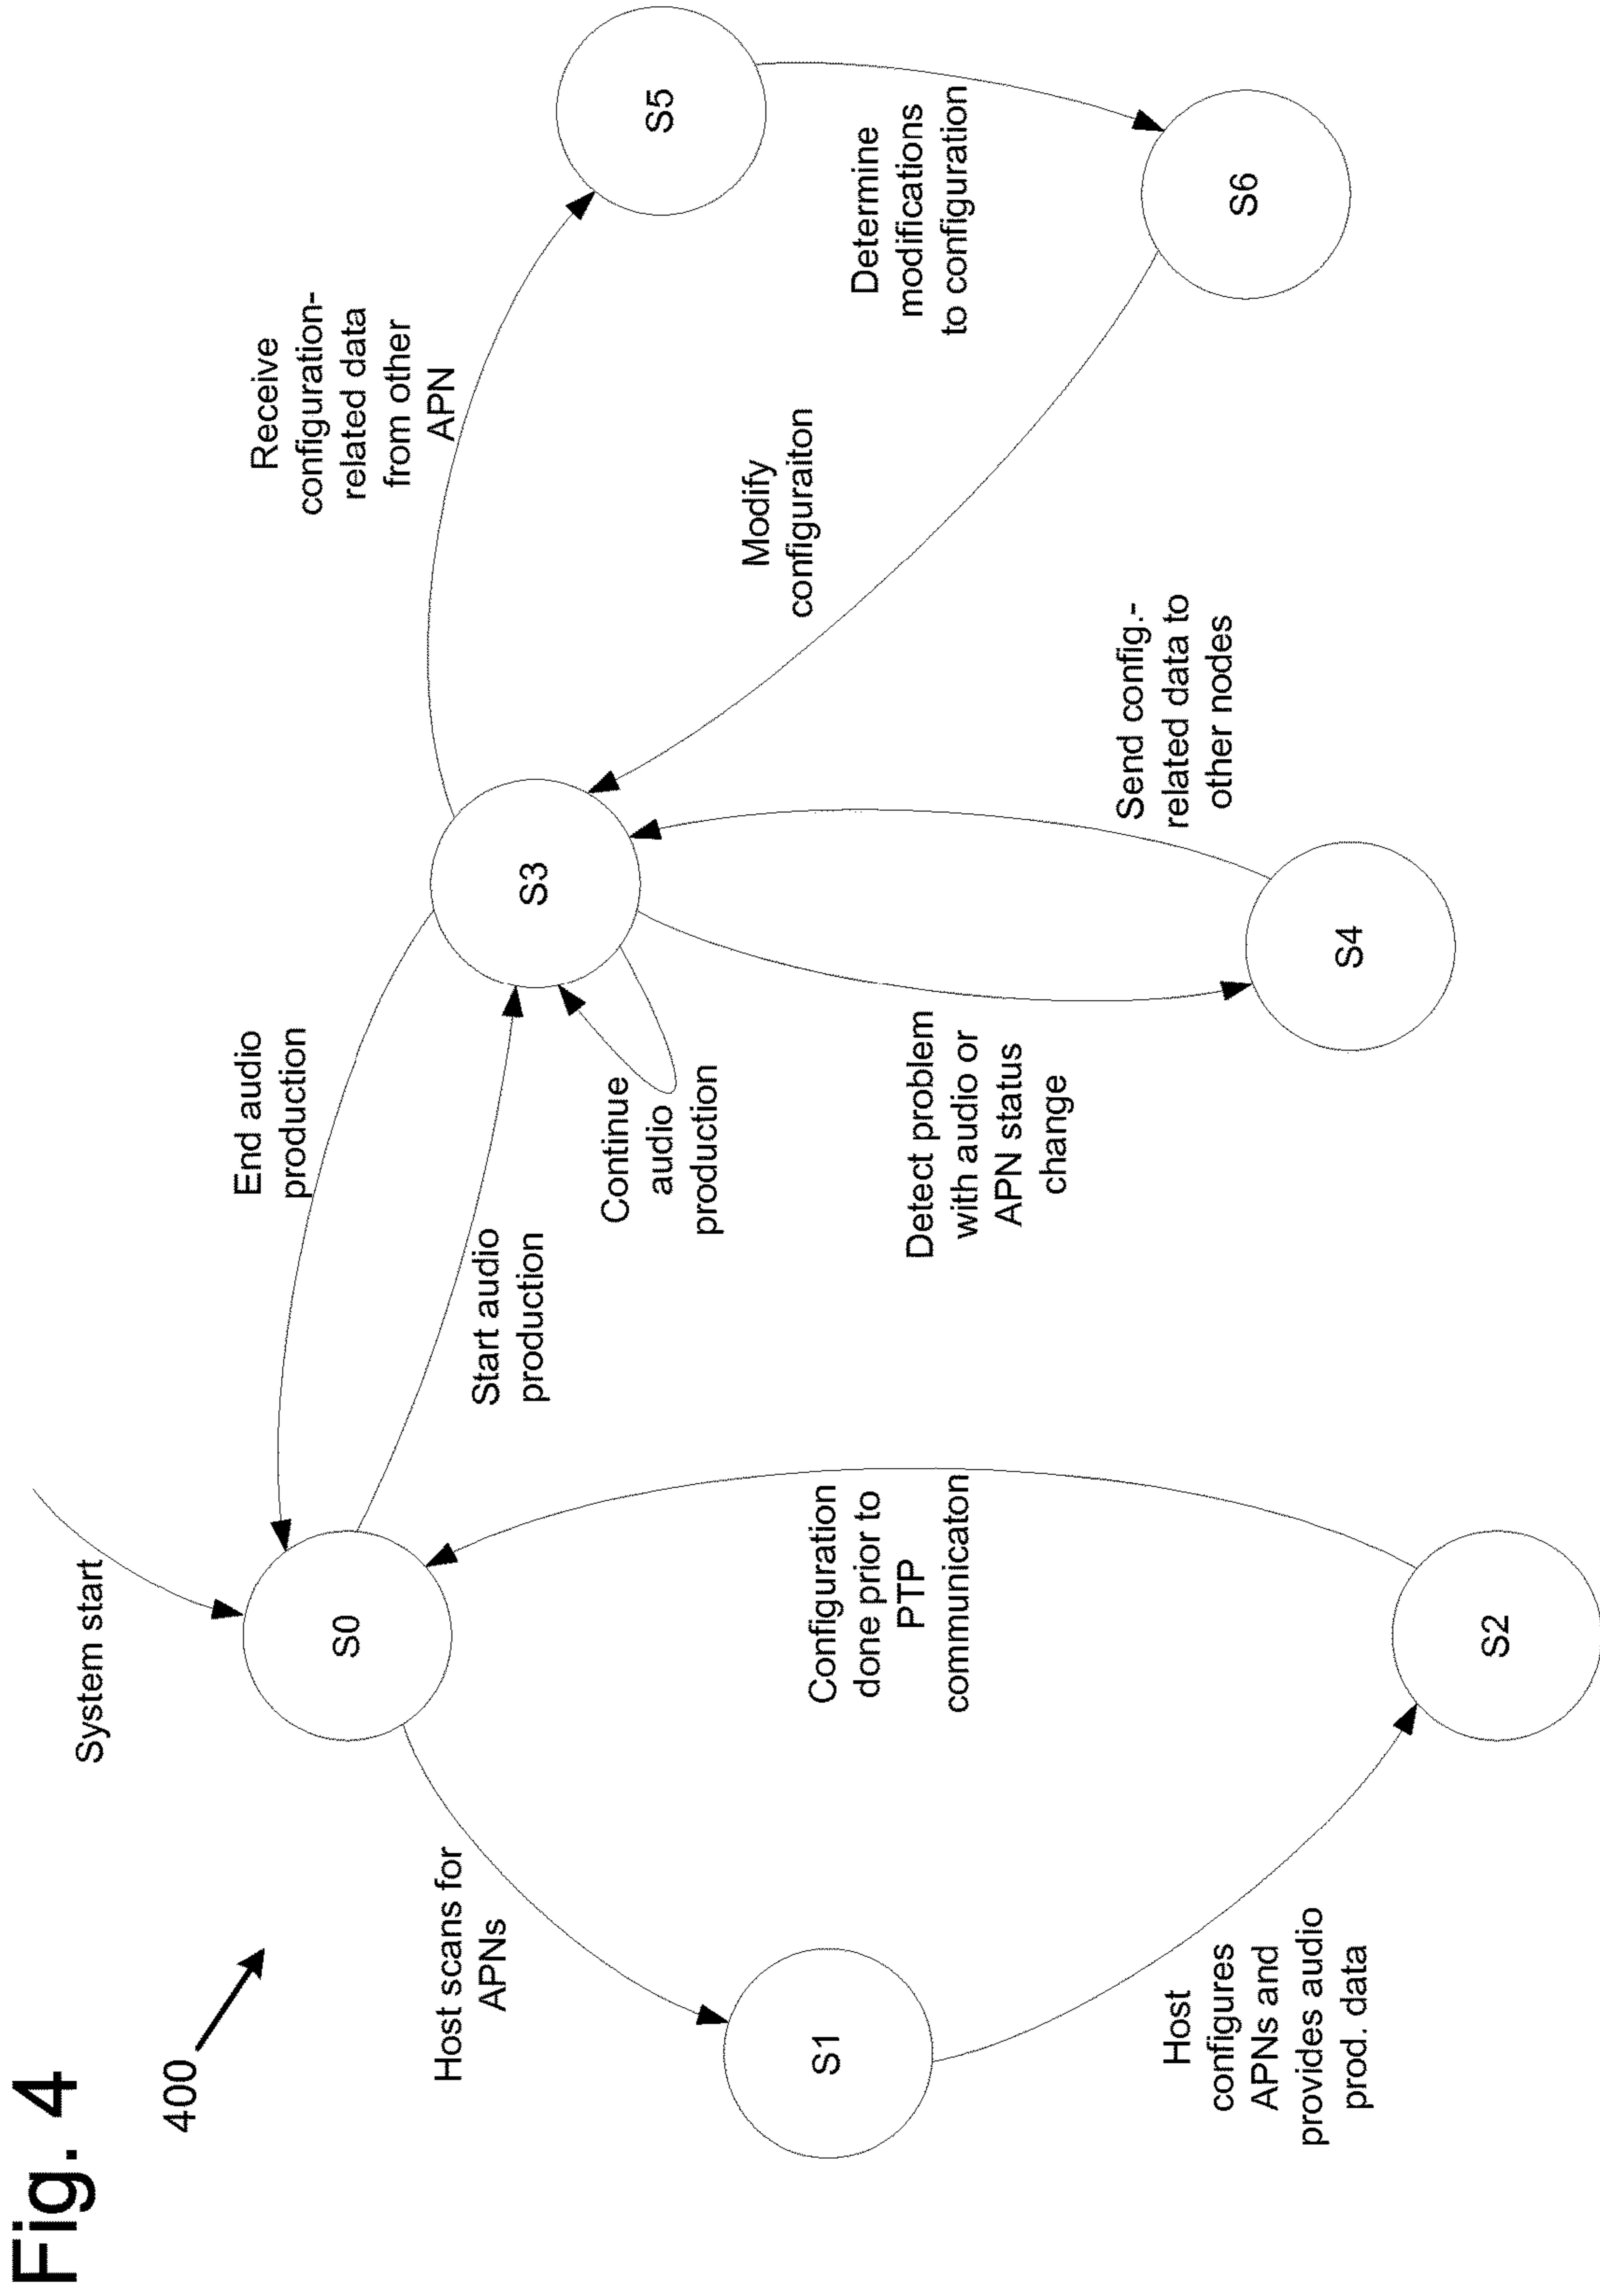 Fig. 4
400
System start
S0
Host scans for
APNs
S1
Host
configures
APNs and
provides audio
prod. data
S2
Configuration
done prior to
PTP
communicaton
End audio
production
Start audio
production
S3
Continue
audio
production
Detect problem
with audio or
APN status
change
S4
Send config.-
related data to
other nodes
Receive
configuration-
related data
from other
APN
S5
Determine
modifications
to configuration
S6
Modify
configuraiton